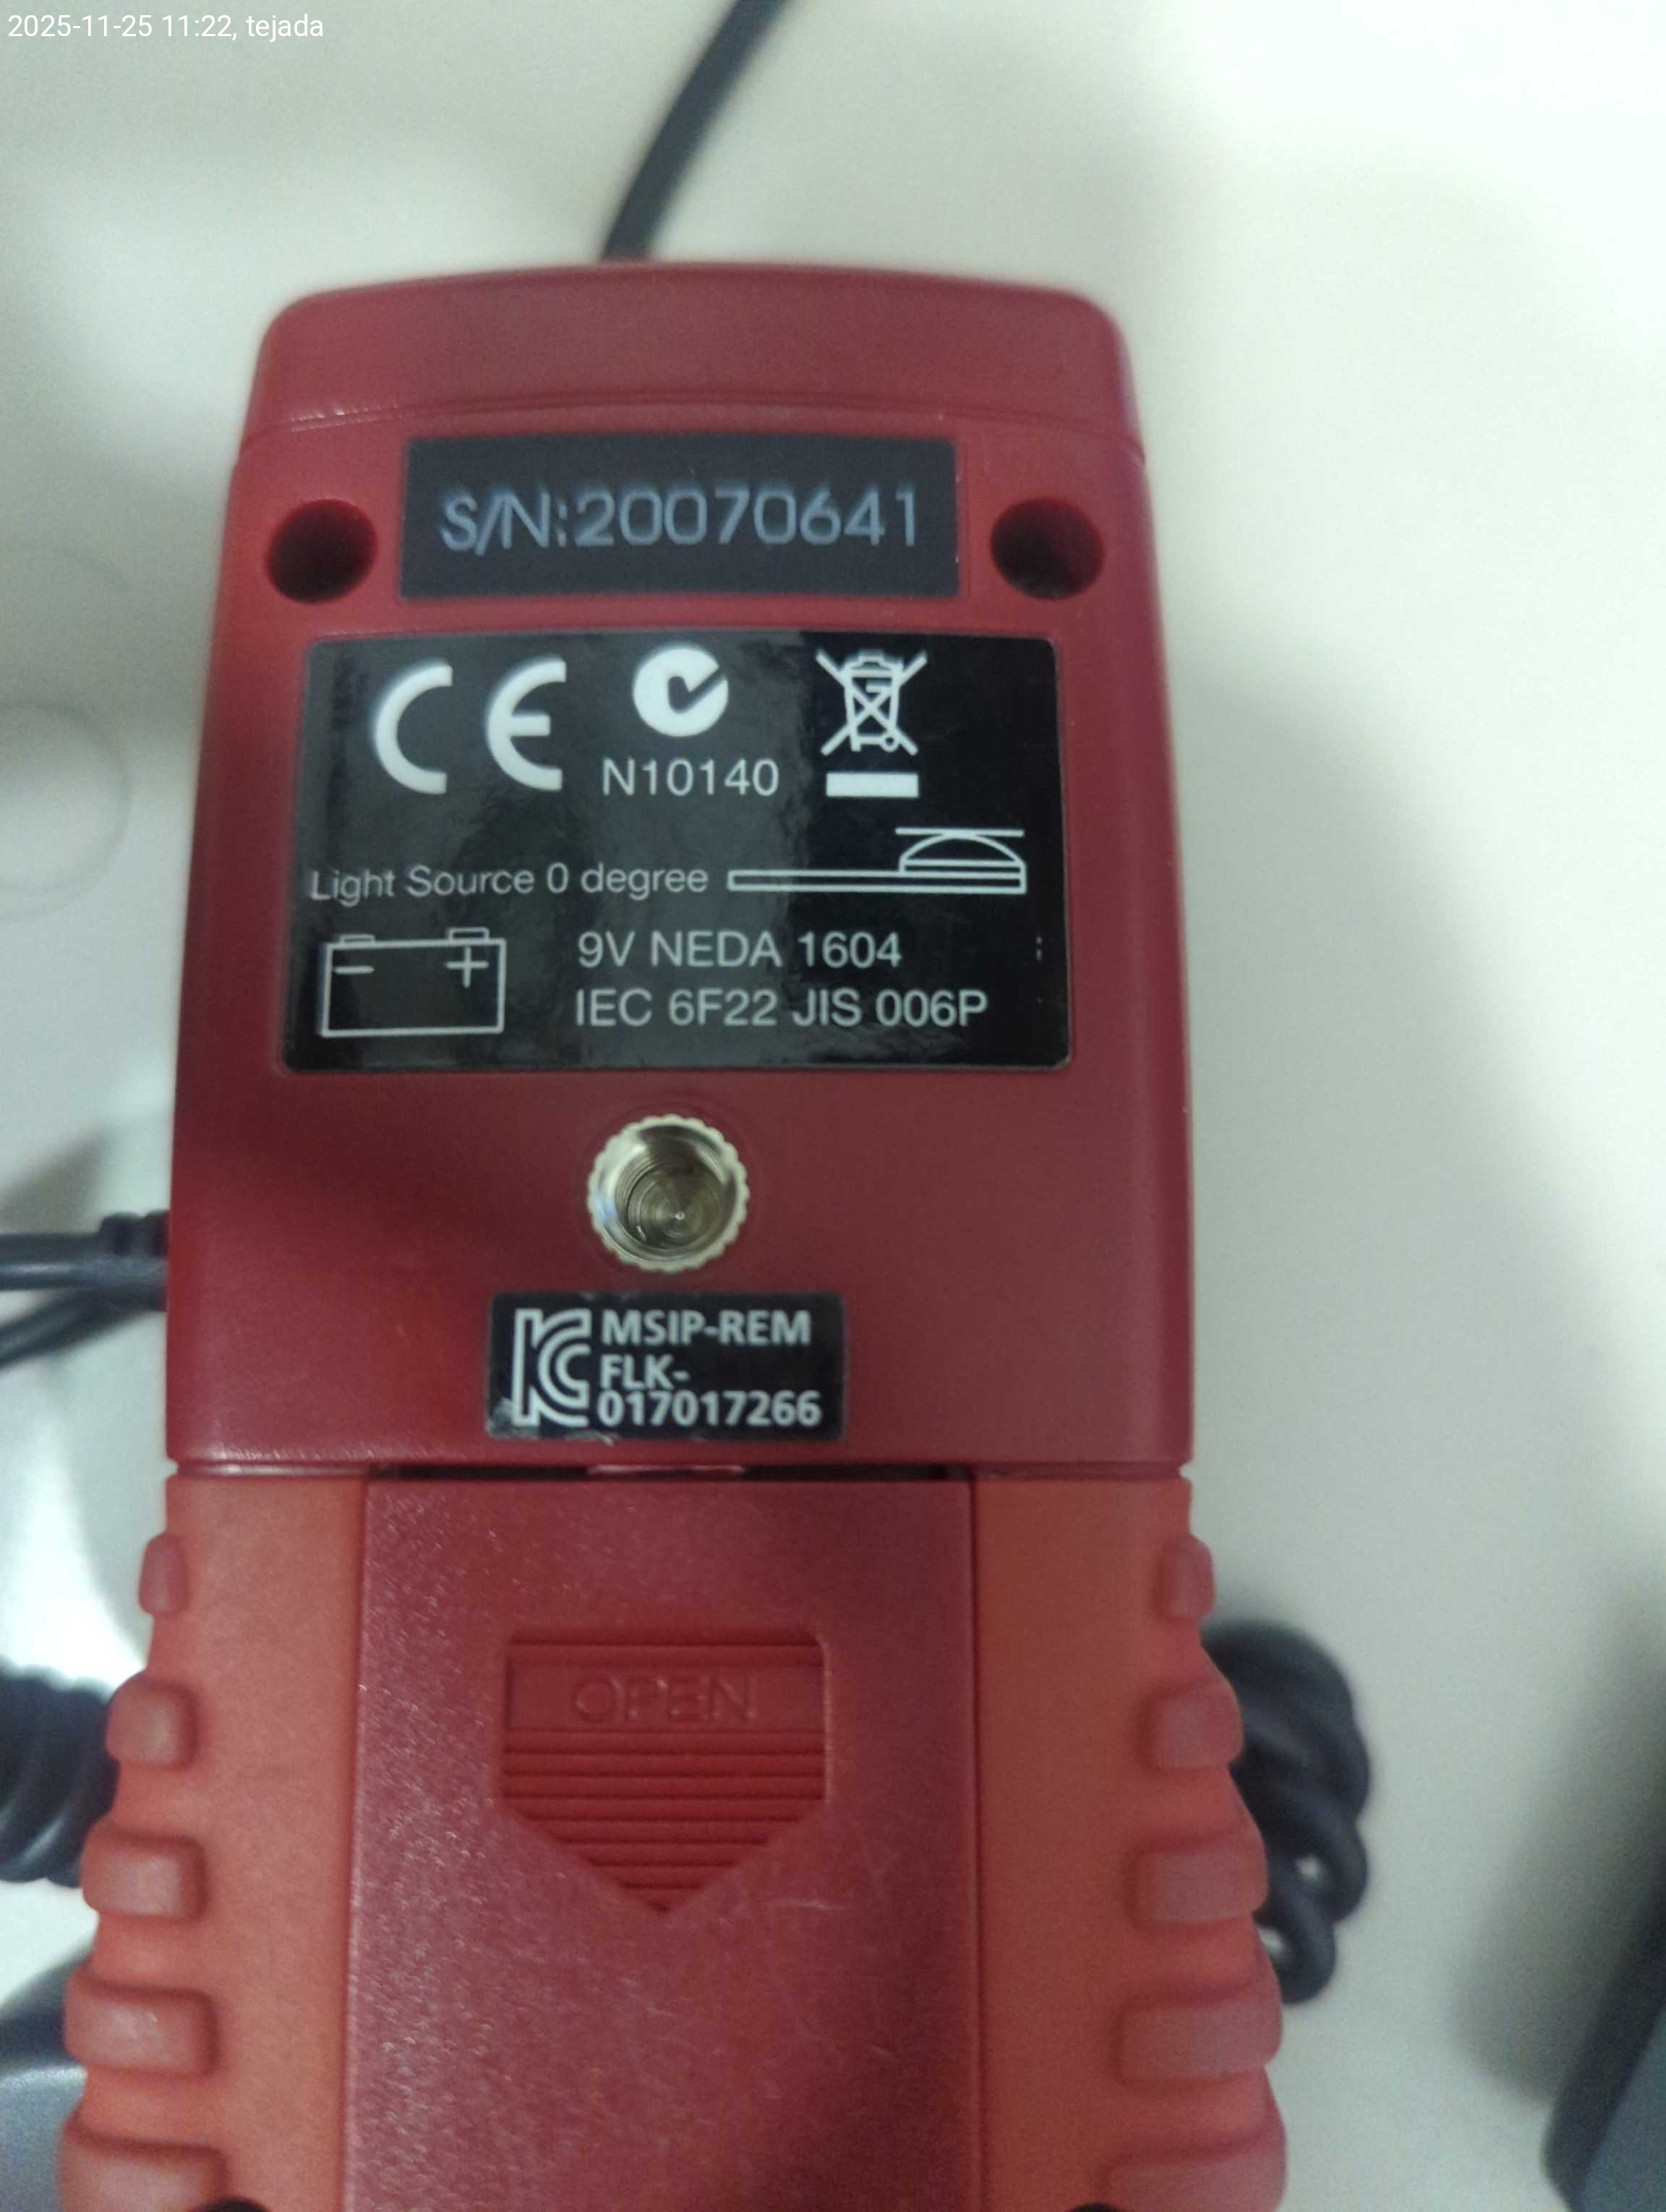 2025-11-25 11:22, tejada
S/N:20070641
CE
N10140
Light Source 0 degree
- +
9V NEDA 1604
IEC 6F22 JIS 006P
KC MSIP-REM
FLK-
017017266
OPEN